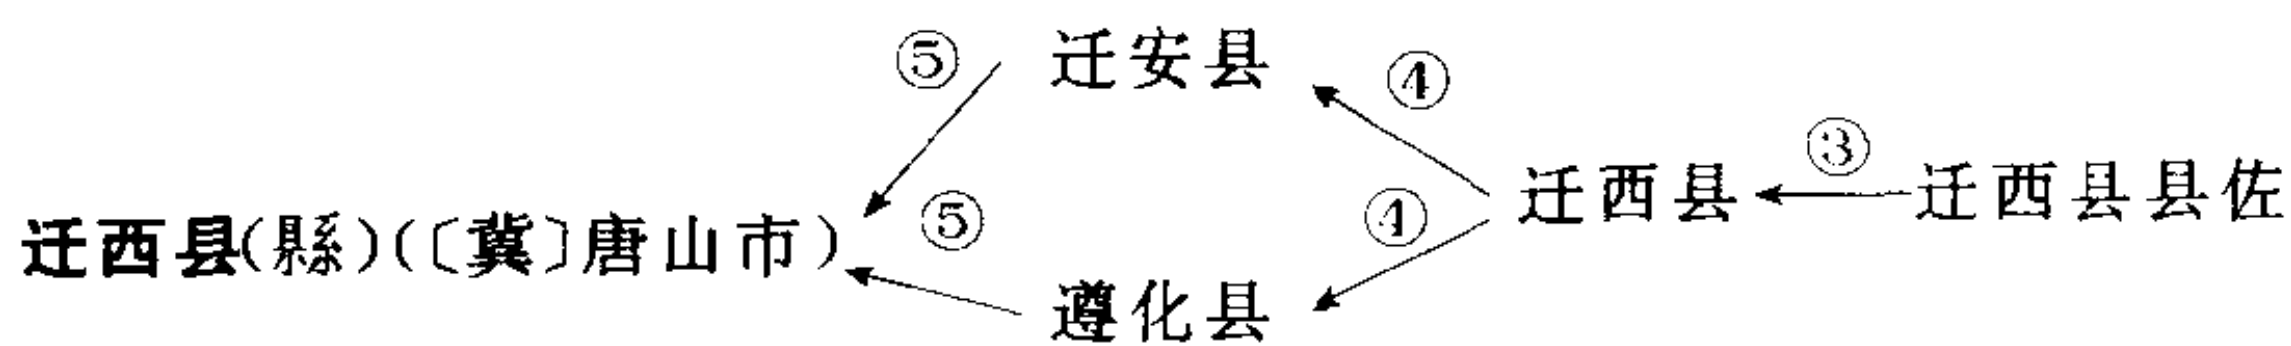 ⑤ 迁安县 ④
迁西县(縣)(〔冀〕唐山市) ⑤ ④ 迁西县 ③ 迁西县县佐
遵化县